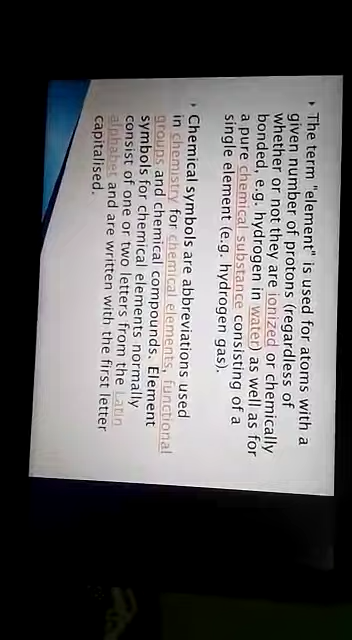 The term "element" is used for atoms with a
given number of protons (regardless of
whether or not they are ionized or chemically
bonded, e.g. hydrogen in water) as well as for
a pure chemical substance consisting of a
single element (e.g. hydrogen gas).
Chemical symbols are abbreviations used
in chemistry for chemical elements, functional
groups and chemical compounds. Element
symbols for chemical elements normally
consist of one or two letters from the Latin
alphabet and are written with the first letter
capitalised.